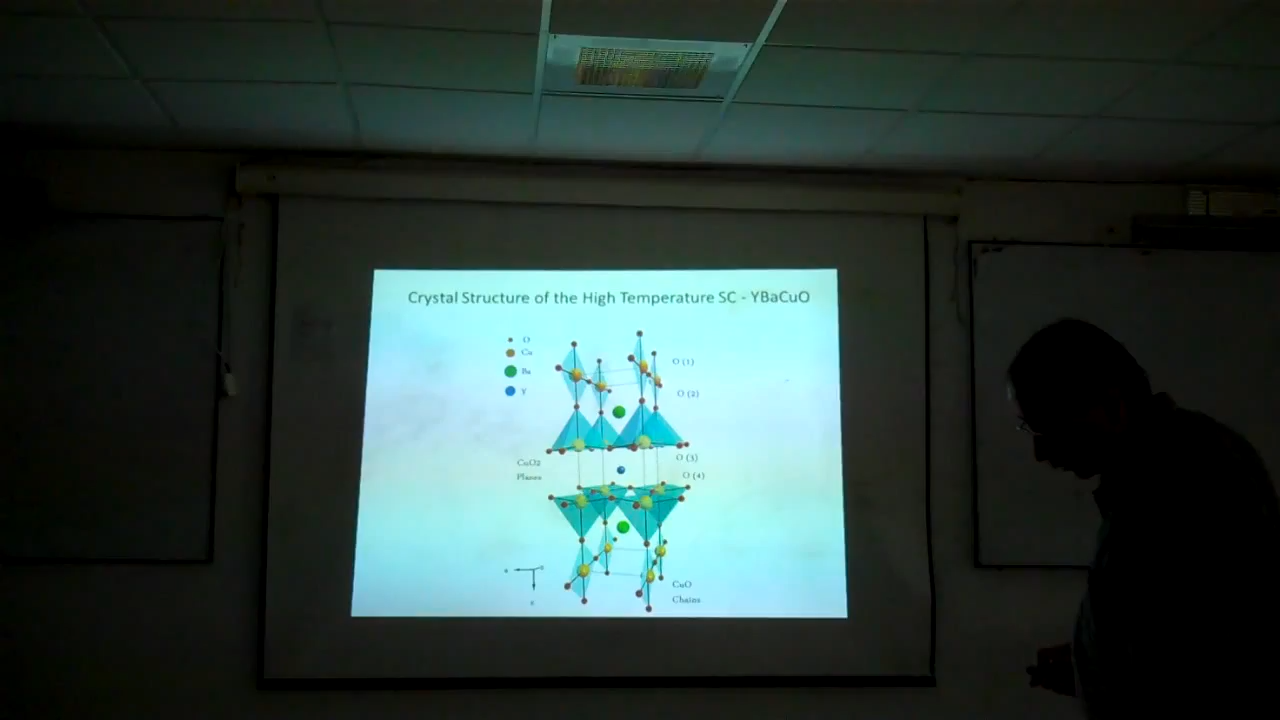 Crystal Structure of the High Temperature SC - YBaCuO
O
Cu
Ba
Y
O (1)
O (2)
CuO2
Planes
O (3)
O (4)
CuO
Chains